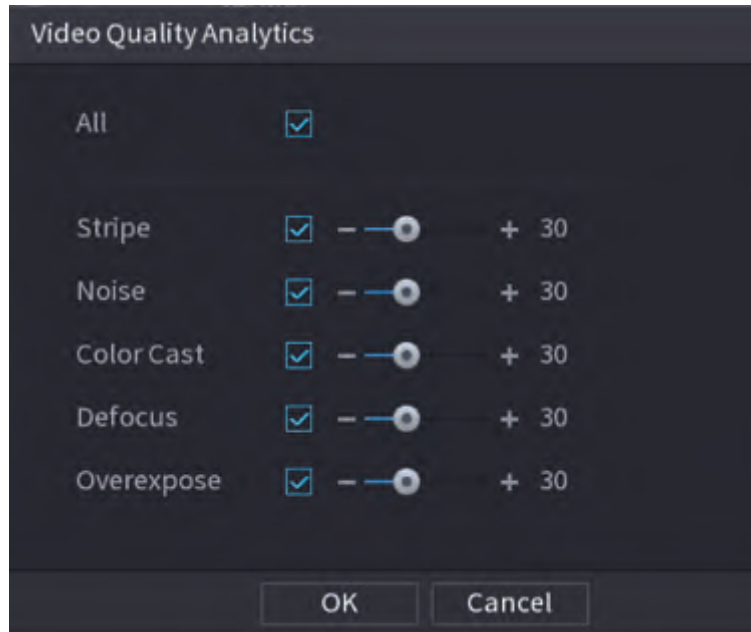 Video Quality Analytics
All
Stripe - + 30
Noise - + 30
Color Cast - + 30
Defocus - + 30
Overexpose - + 30
OK Cancel